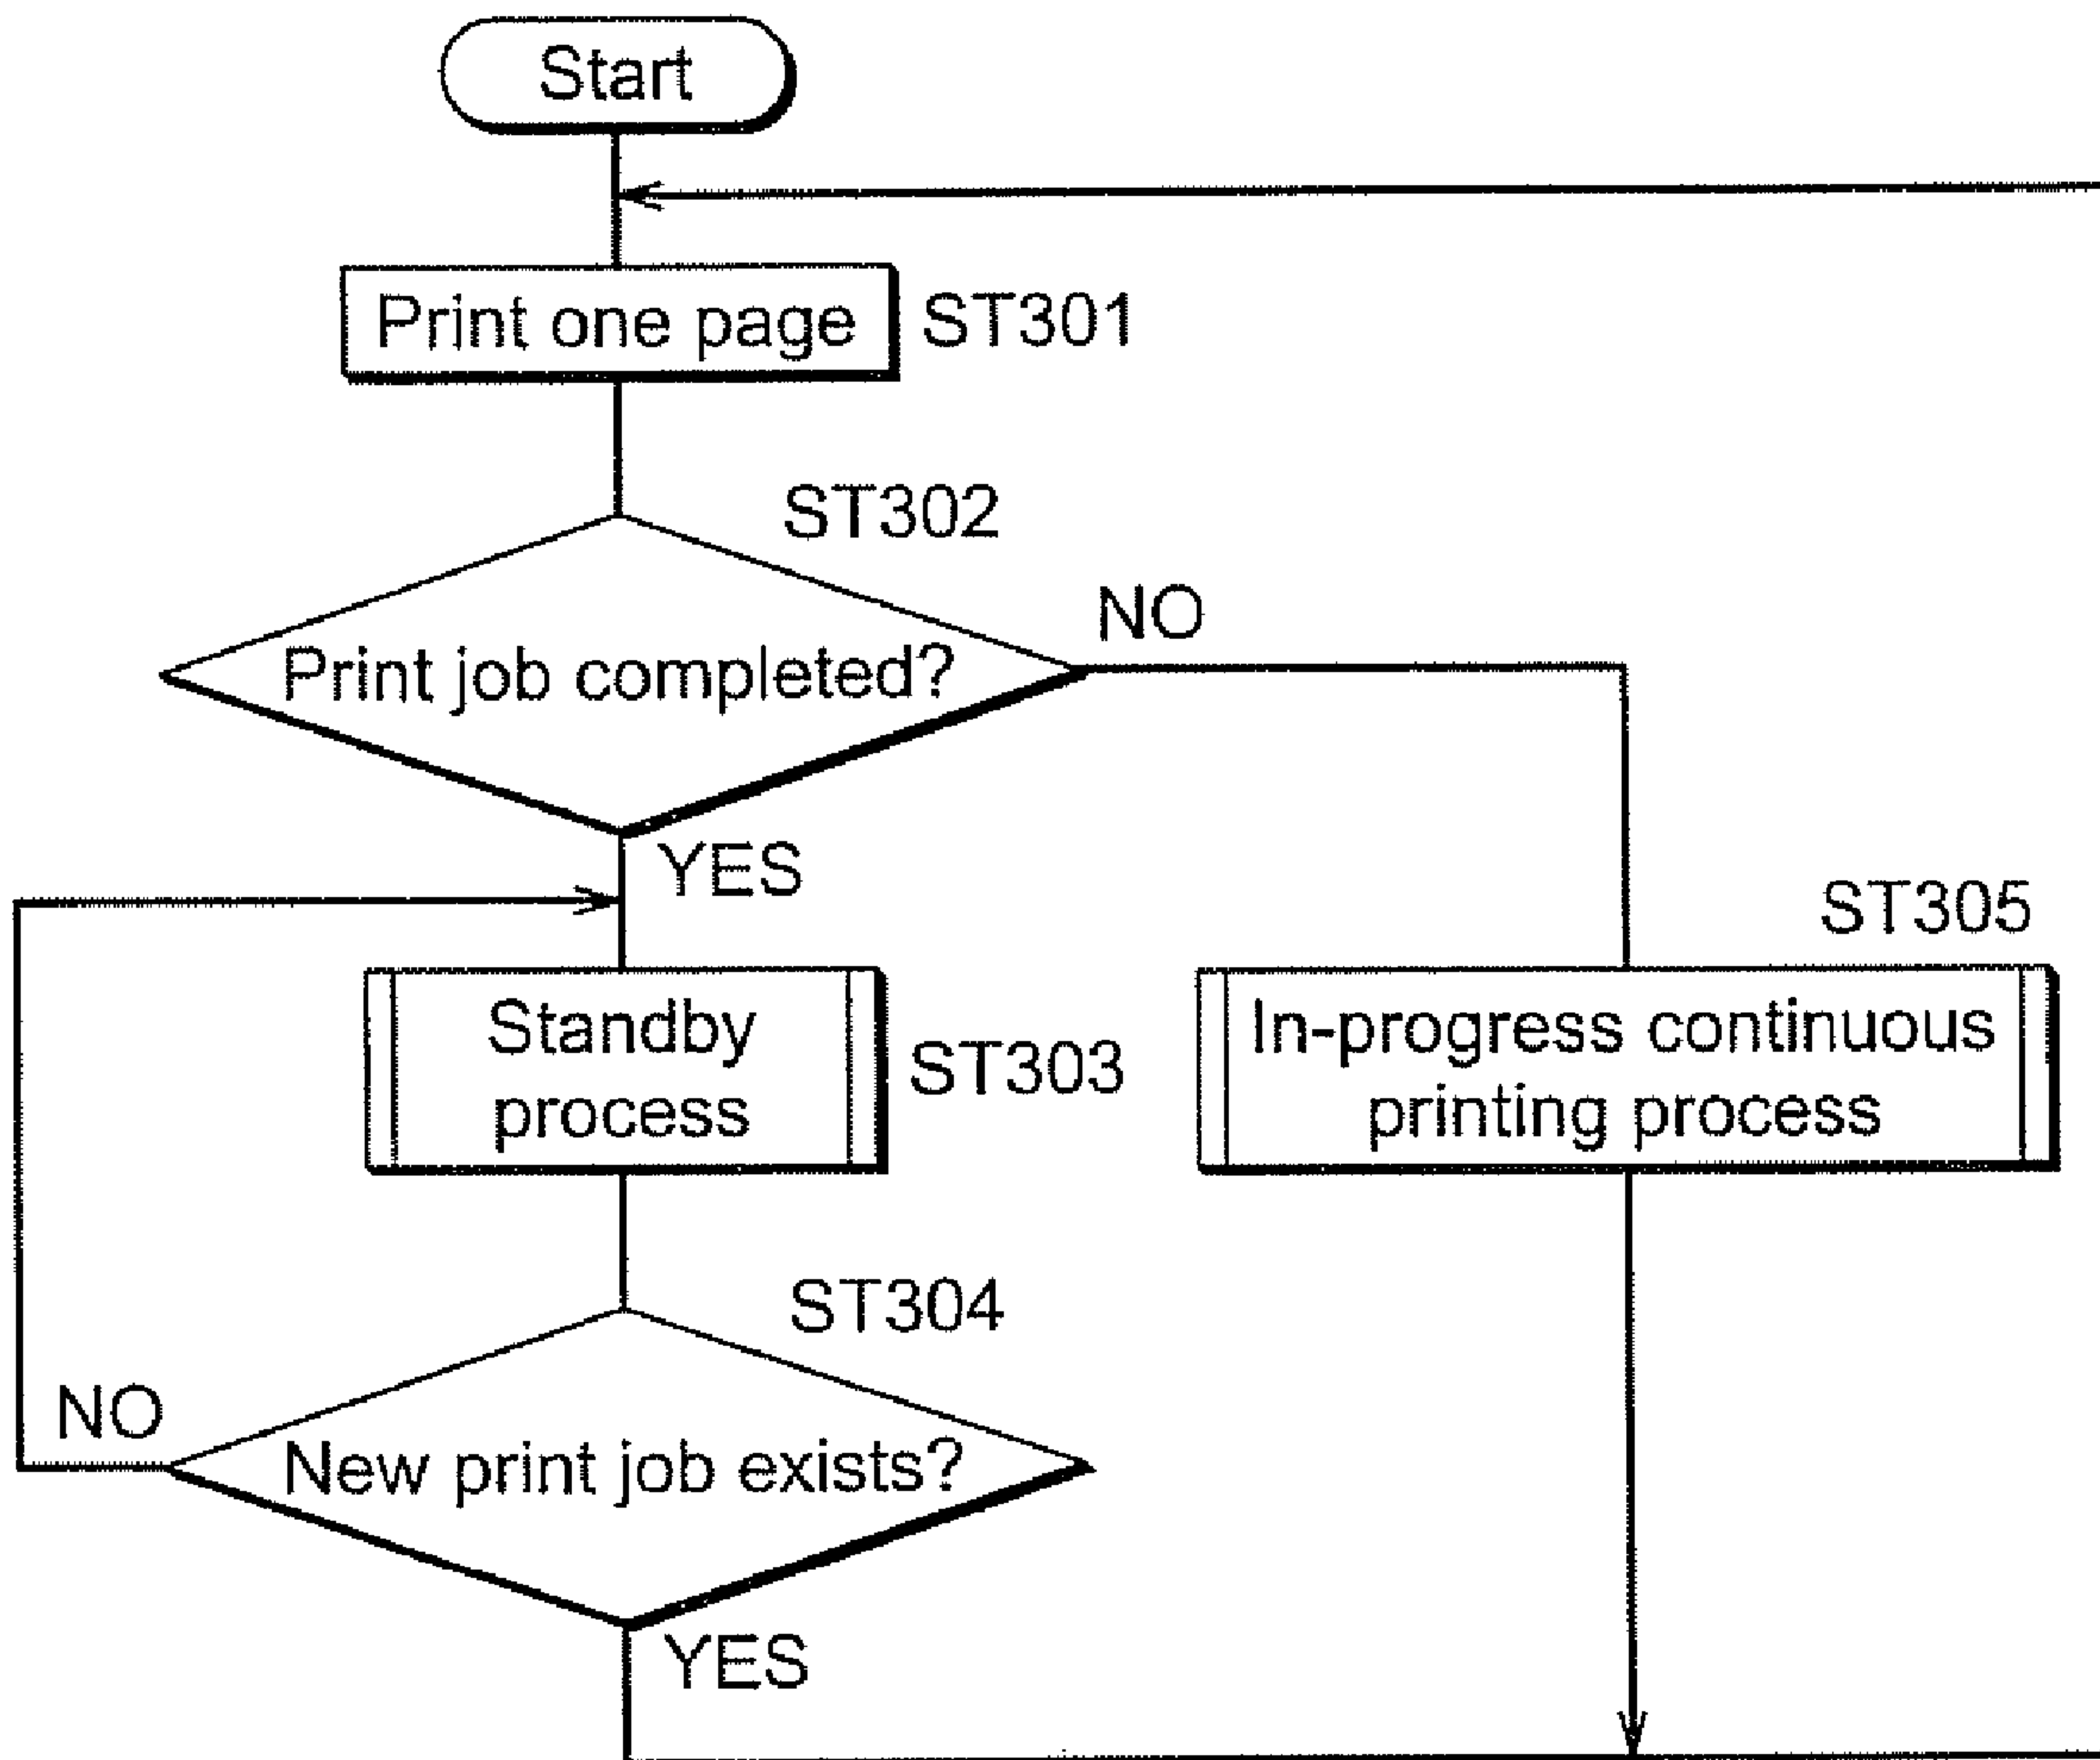 Start
Print one page
ST301
ST302
Print job completed?
NO
YES
ST305
Standby
process
ST303
In-progress continuous
printing process
ST304
New print job exists?
NO
YES